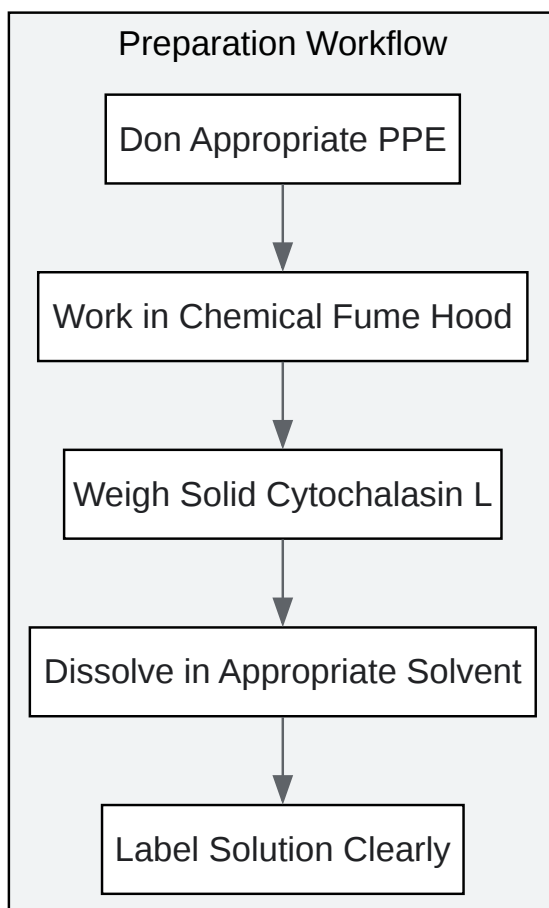 Preparation Workflow
Don Appropriate PPE
Work in Chemical Fume Hood
Weigh Solid Cytochalasin L
Dissolve in Appropriate Solvent
Label Solution Clearly